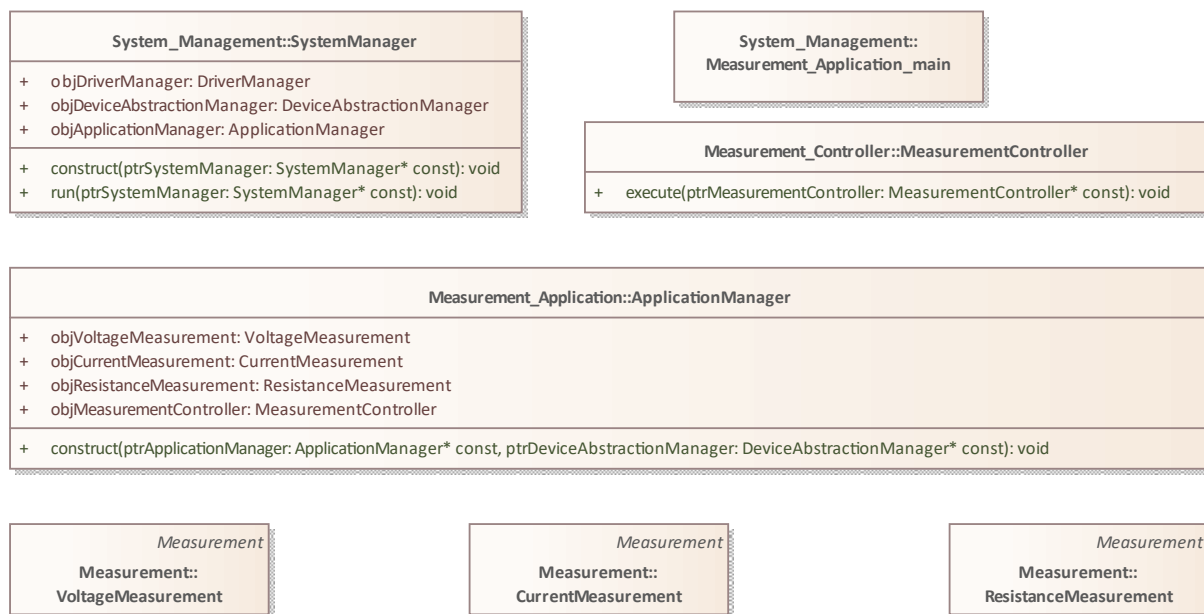 System_Management::SystemManager
+ objDriverManager: DriverManager
+ objDeviceAbstractionManager: DeviceAbstractionManager
+ objApplicationManager: ApplicationManager
+ construct(ptrSystemManager: SystemManager* const): void
+ run(ptrSystemManager: SystemManager* const): void
System_Management::
Measurement_Application_main
Measurement_Controller::MeasurementController
+ execute(ptrMeasurementController: MeasurementController* const): void
Measurement_Application::ApplicationManager
+ objVoltageMeasurement: VoltageMeasurement
+ objCurrentMeasurement: CurrentMeasurement
+ objResistanceMeasurement: ResistanceMeasurement
+ objMeasurementController: MeasurementController
+ construct(ptrApplicationManager: ApplicationManager* const, ptrDeviceAbstractionManager: DeviceAbstractionManager* const): void
Measurement
Measurement::
VoltageMeasurement
Measurement
Measurement::
CurrentMeasurement
Measurement
Measurement::
ResistanceMeasurement